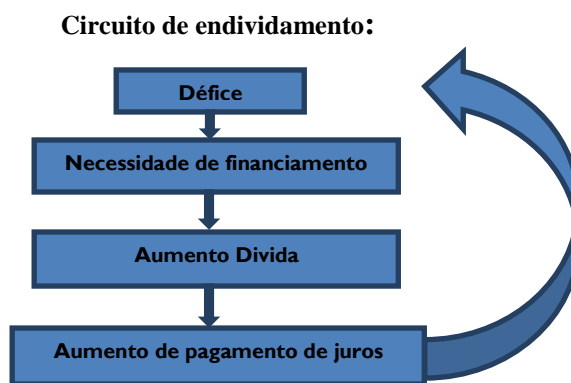 Circuito de endividamento:
Défice
Necessidade de financiamento
Aumento Divida
Aumento de pagamento de juros